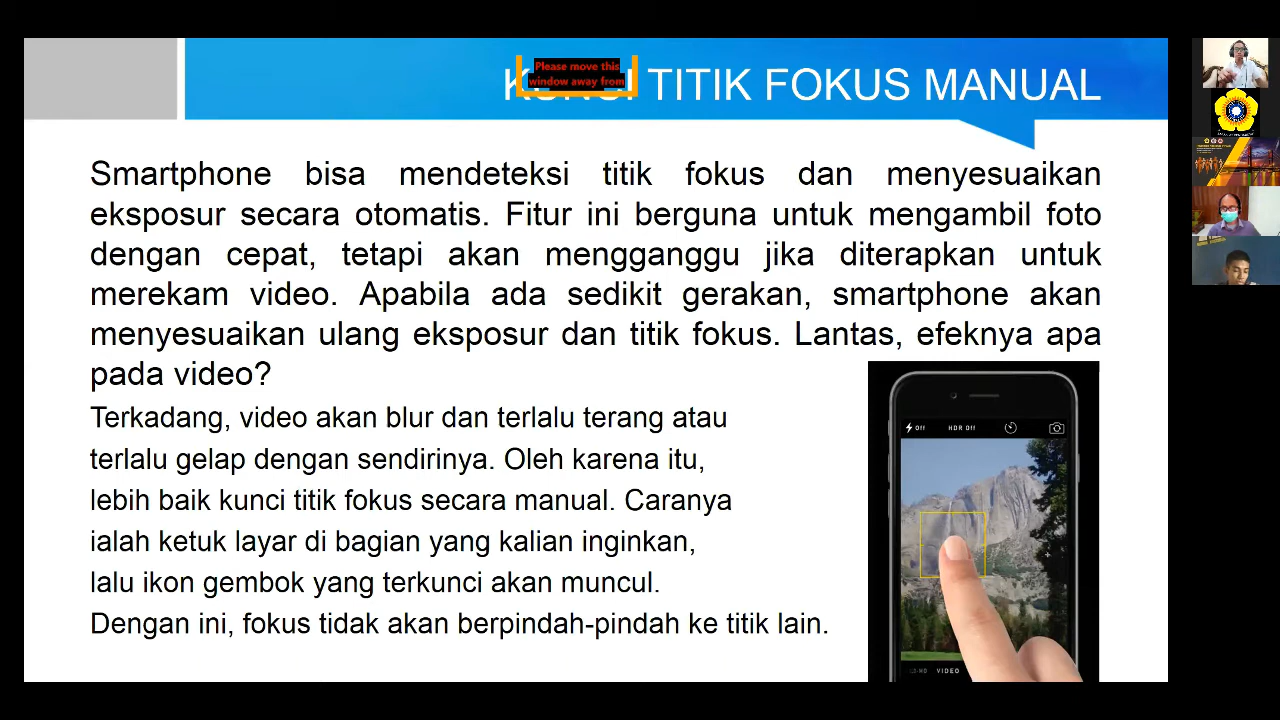 Please move this
window away from
KUNCI TITIK FOKUS MANUAL
Smartphone bisa mendeteksi titik fokus dan menyesuaikan
eksposur secara otomatis. Fitur ini berguna untuk mengambil foto
dengan cepat, tetapi akan mengganggu jika diterapkan untuk
merekam video. Apabila ada sedikit gerakan, smartphone akan
menyesuaikan ulang eksposur dan titik fokus. Lantas, efeknya apa
pada video?
Terkadang, video akan blur dan terlalu terang atau
terlalu gelap dengan sendirinya. Oleh karena itu,
lebih baik kunci titik fokus secara manual. Caranya
ialah ketuk layar di bagian yang kalian inginkan,
lalu ikon gembok yang terkunci akan muncul.
Dengan ini, fokus tidak akan berpindah-pindah ke titik lain.
Off HDR Off
VIDEO